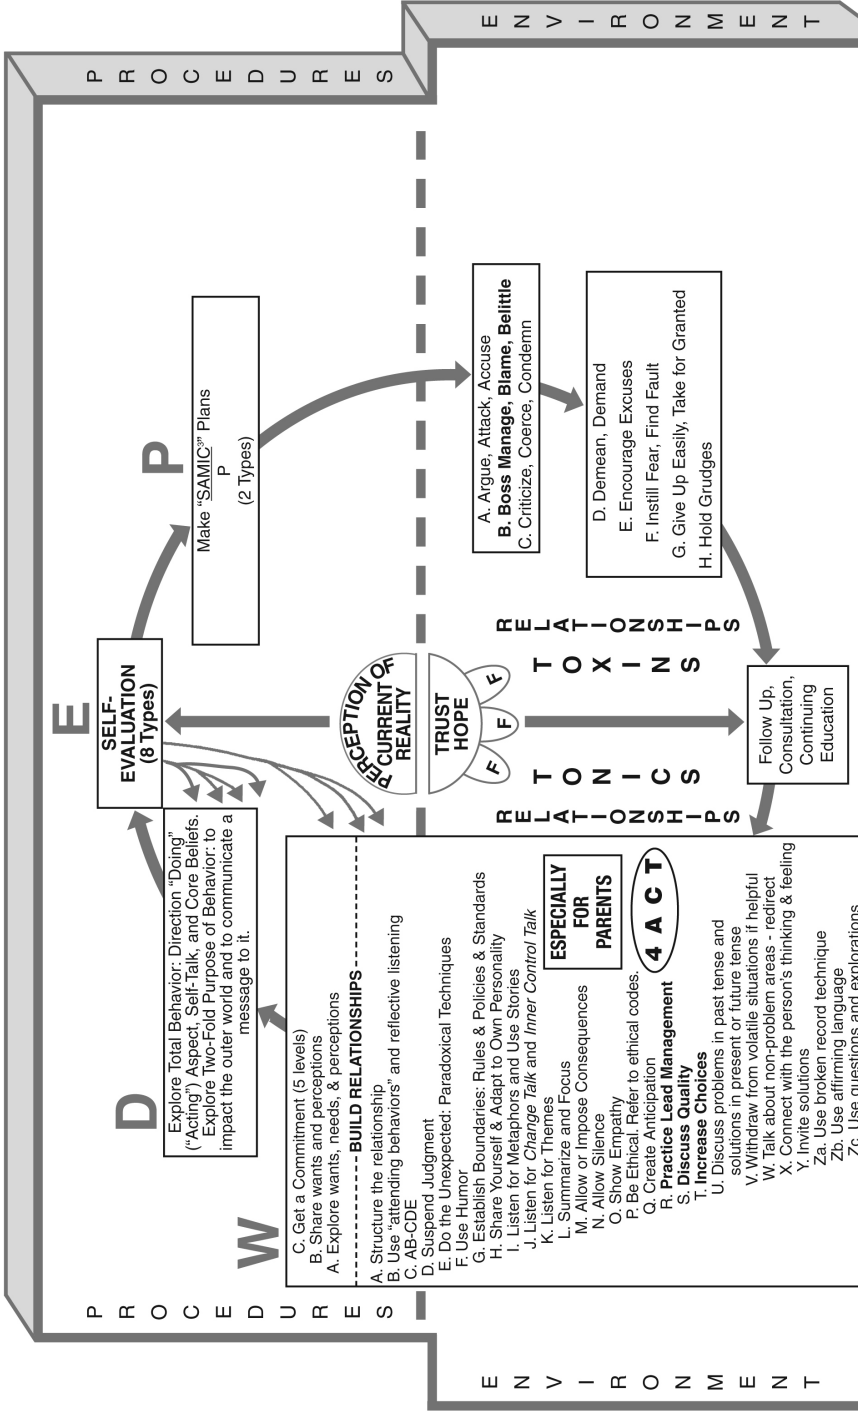 P R O C E D U R E S
P R O C E D U R E S
W
D
E
P
Explore Total Behavior: Direction “Doing”
(“Acting”) Aspect, Self-Talk, and Core Beliefs.
Explore Two-Fold Purpose of Behavior: to
impact the outer world and to communicate a
message to it.
SELF-
EVALUATION
(8 Types)
Make “SAMIC³” Plans
P
(2 Types)
C. Get a Commitment (5 levels)
B. Share wants and perceptions
A. Explore wants, needs, & perceptions
BUILD RELATIONSHIPS
A. Structure the relationship
B. Use “attending behaviors” and reflective listening
C. AB-CDE
D. Suspend Judgment
E. Do the Unexpected: Paradoxical Techniques
F. Use Humor
G. Establish Boundaries: Rules & Policies & Standards
H. Share Yourself & Adapt to Own Personality
I. Listen for Metaphors and Use Stories
J. Listen for Change Talk and Inner Control Talk
K. Listen for Themes
L. Summarize and Focus
M. Allow or Impose Consequences
N. Allow Silence
O. Show Empathy
P. Be Ethical. Refer to ethical codes.
Q. Create Anticipation
R. Practice Lead Management
S. Discuss Quality
T. Increase Choices
U. Discuss problems in past tense and
solutions in present or future tense
V. Withdraw from volatile situations if helpful
W. Talk about non-problem areas - redirect
X. Connect with the person’s thinking & feeling
Y. Invite solutions
Za. Use broken record technique
Zb. Use affirming language
Zc. Use questions and explorations
ESPECIALLY
FOR
PARENTS
4 A C T
PERCEPTION OF
CURRENT
REALITY
TRUST
HOPE
F
F
F
RELATIONSHIPS
T O N I C S
T O X I N S
RELATIONSHIPS
A. Argue, Attack, Accuse
B. Boss Manage, Blame, Belittle
C. Criticize, Coerce, Condemn
D. Demean, Demand
E. Encourage Excuses
F. Instill Fear, Find Fault
G. Give Up Easily, Take for Granted
H. Hold Grudges
Follow Up,
Consultation,
Continuing
Education
E N V I R O N M E N T
E N V I R O N M E N T